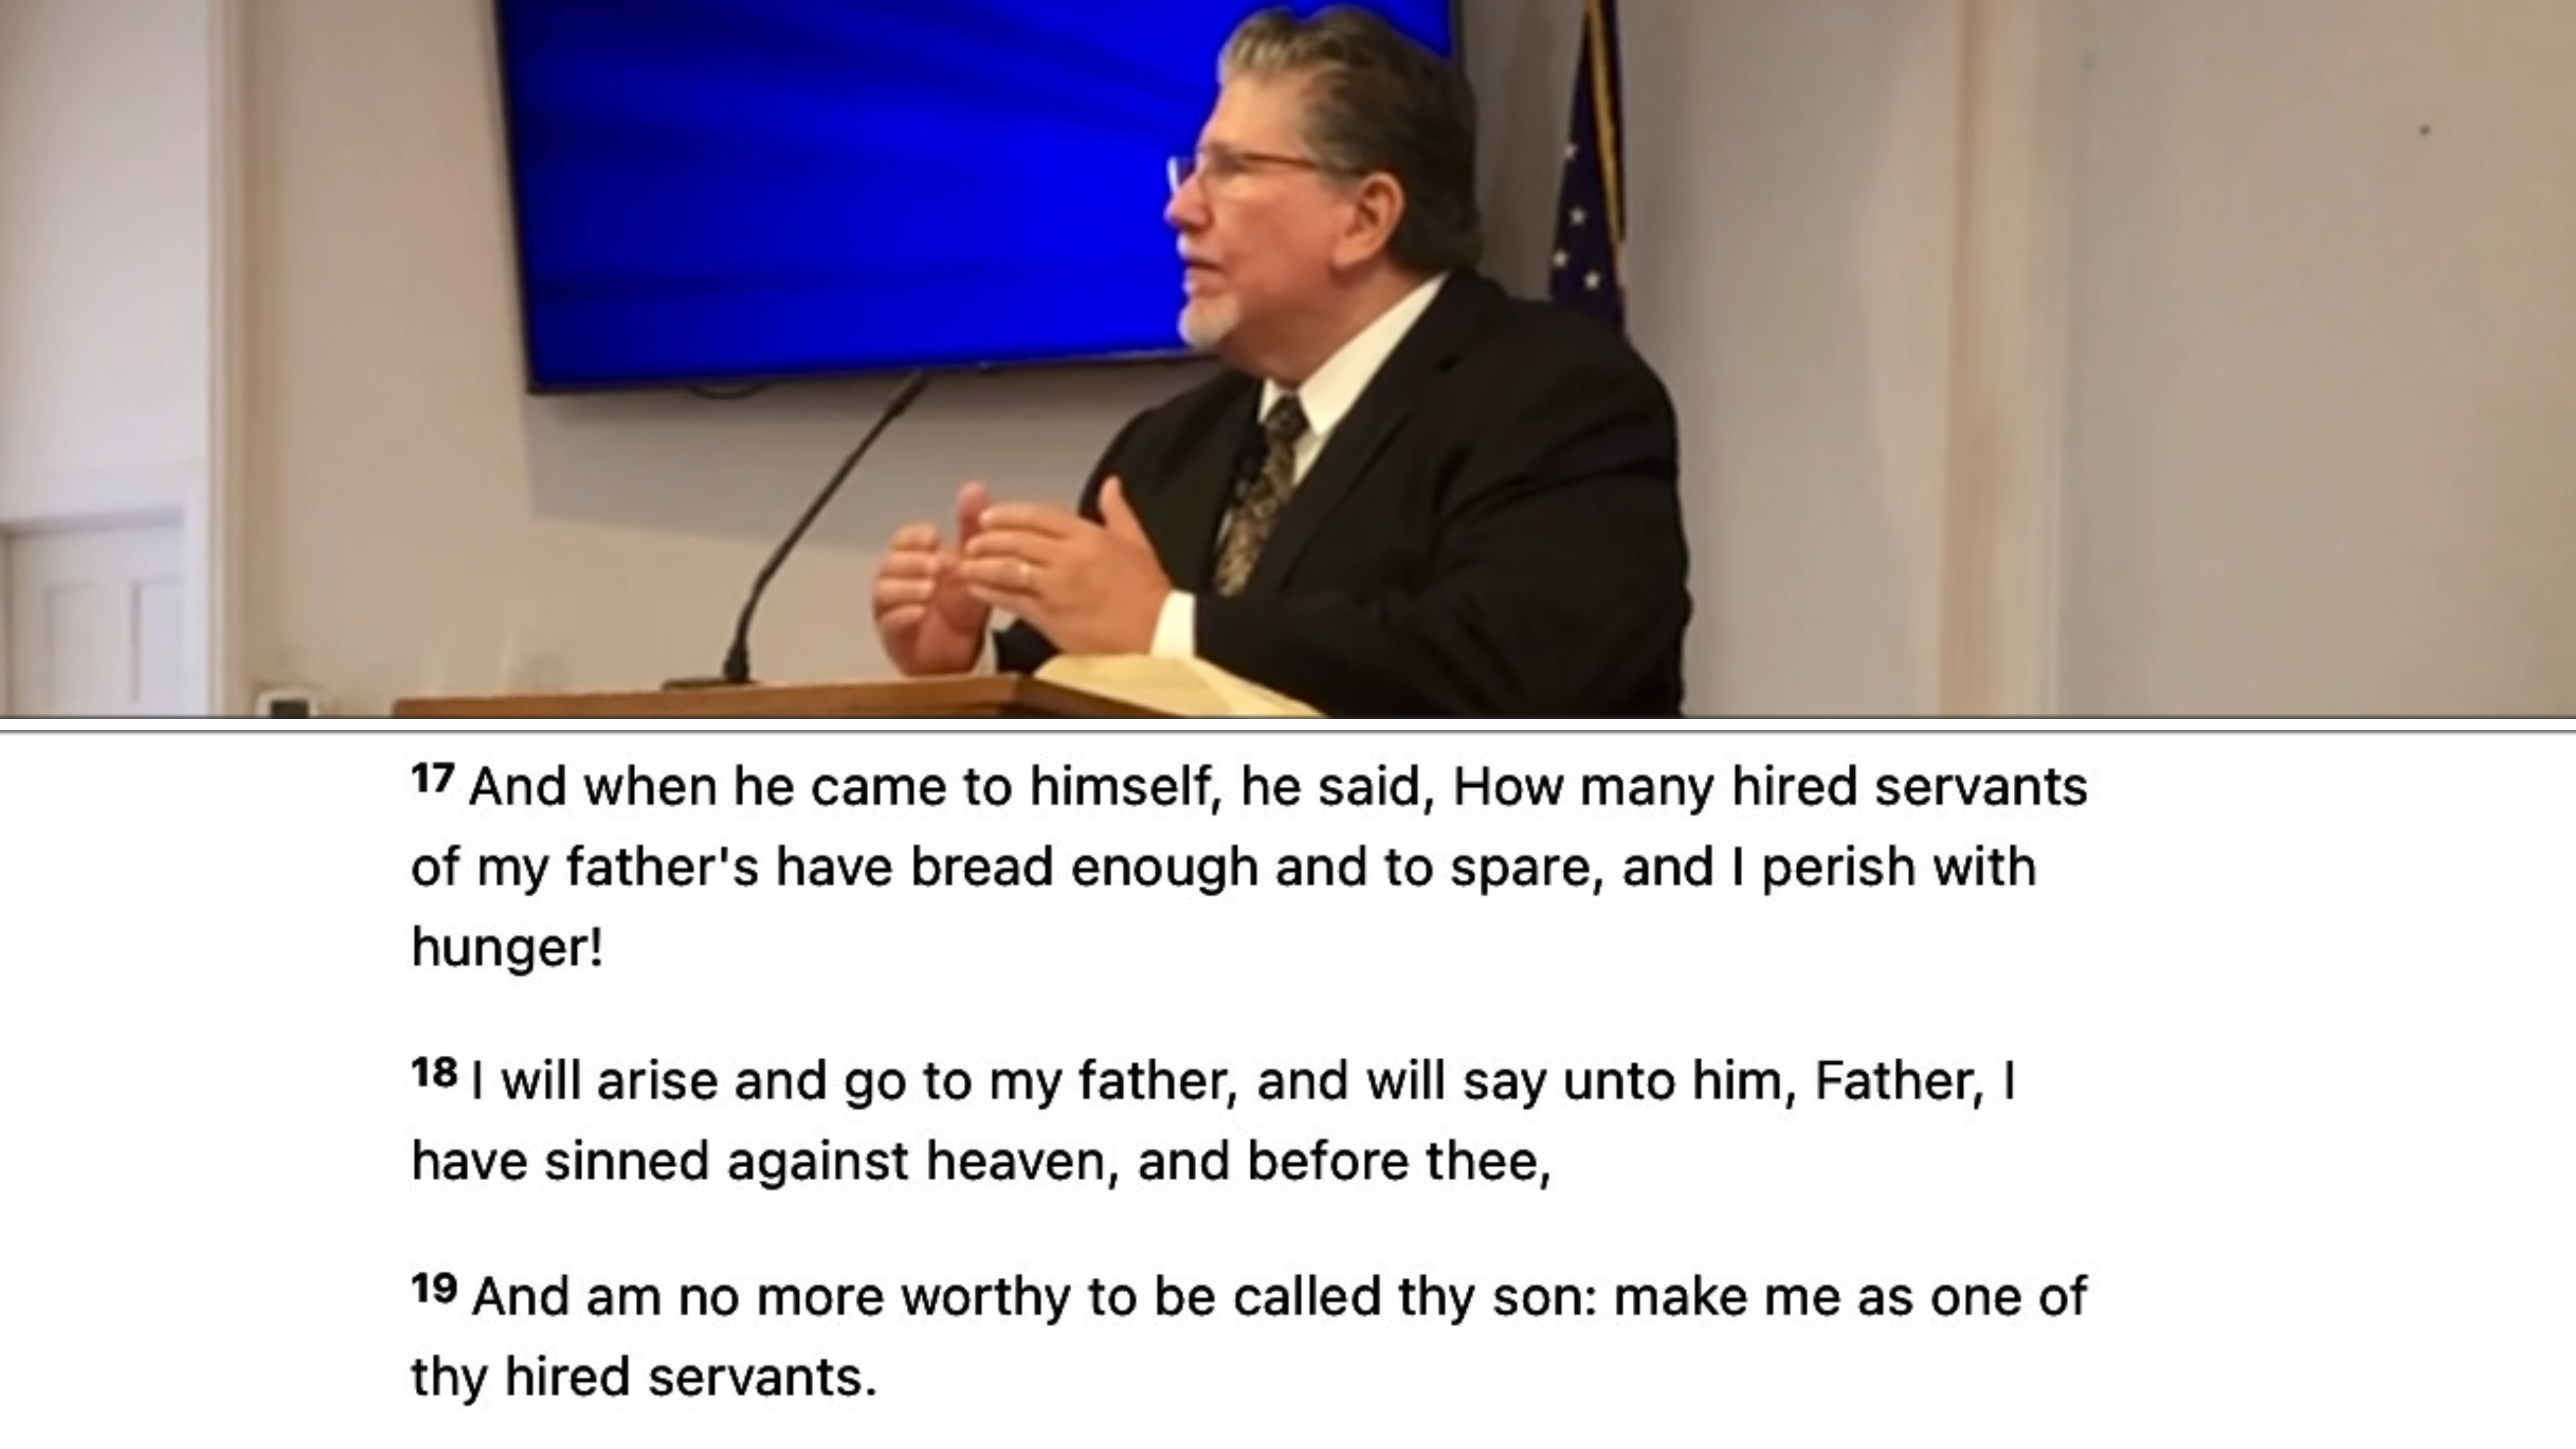 17 And when he came to himself, he said, How many hired servants
of my father's have bread enough and to spare, and I perish with
hunger!
18 I will arise and go to my father, and will say unto him, Father, I
have sinned against heaven, and before thee,
19 And am no more worthy to be called thy son: make me as one of
thy hired servants.